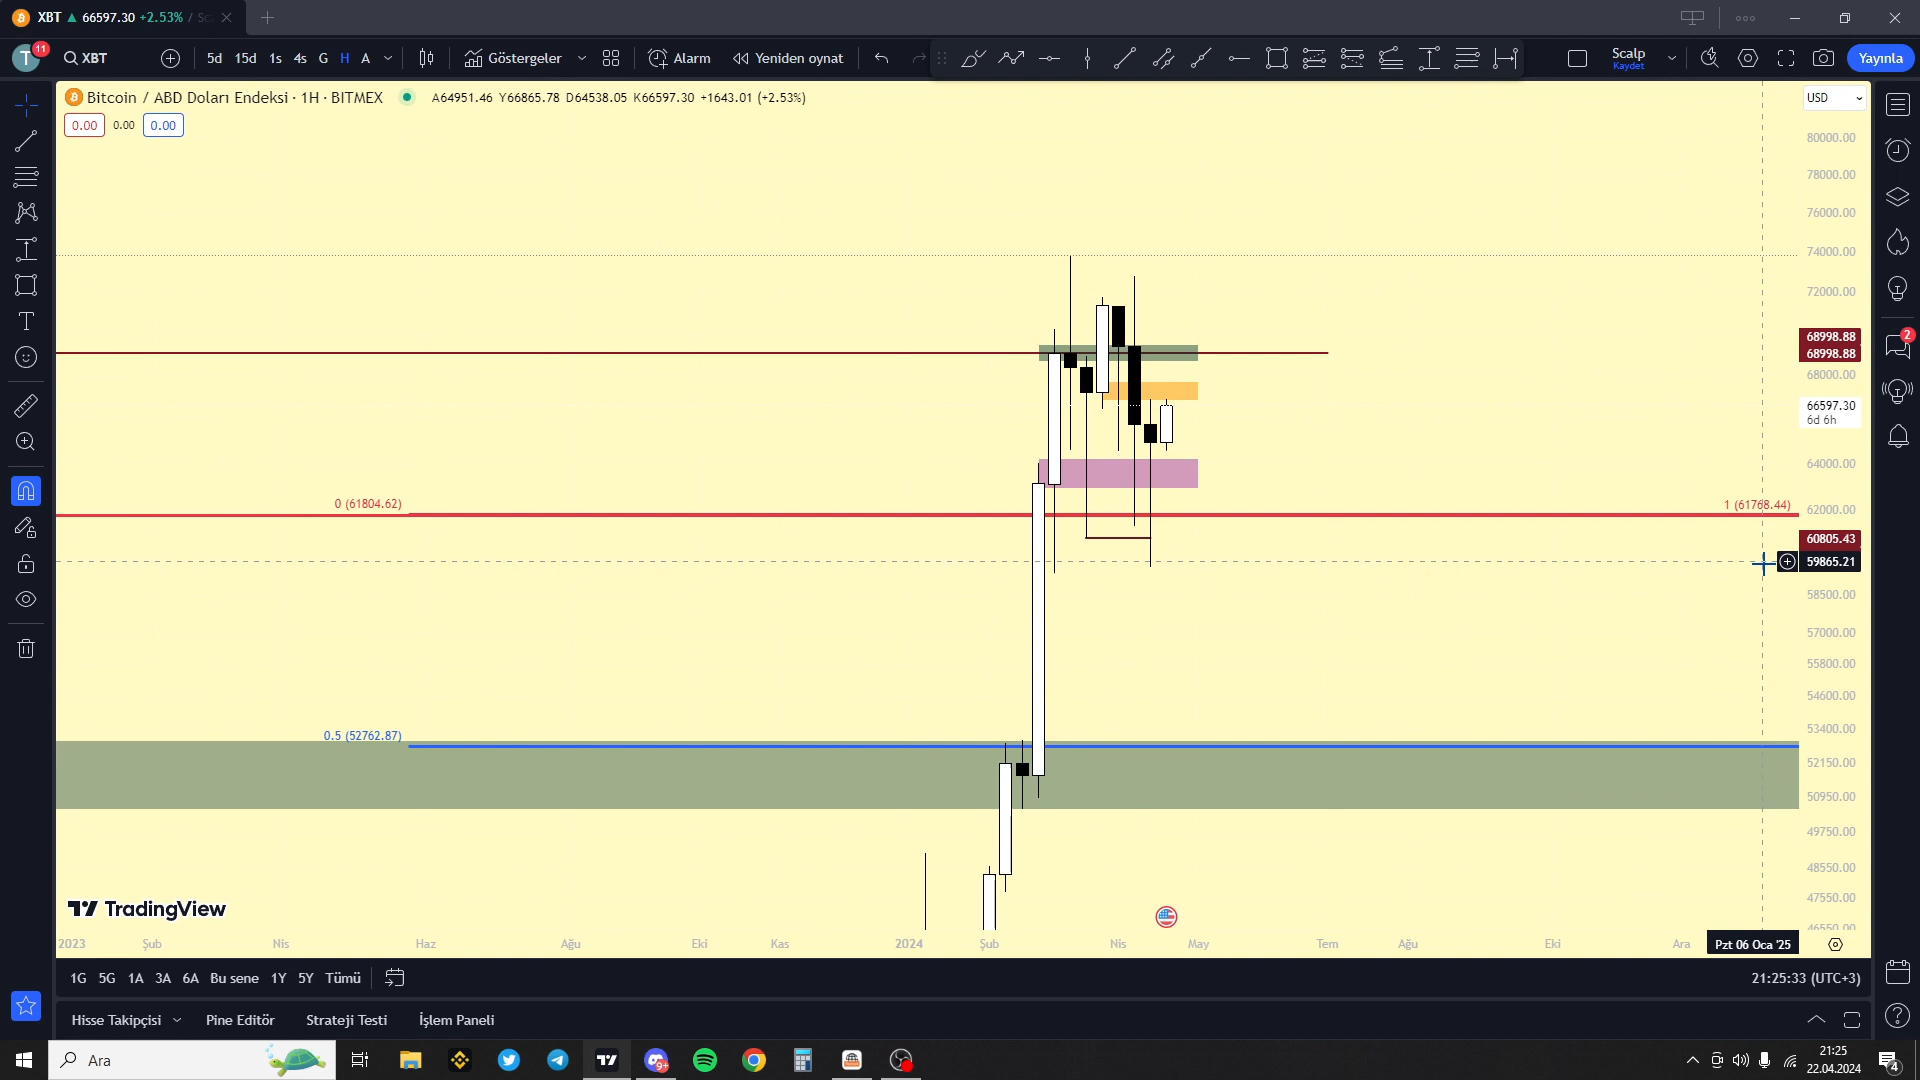 XBT ▲ 66597.30 +2.53% / Sc
T 11 XBT 5d 15d 1s 4s G H A Göstergeler Alarm Yeniden oynat Scalp Kaydet Yayınla
Bitcoin / ABD Doları Endeksi · 1H · BITMEX A64951.46 Y66865.78 D64538.05 K66597.30 +1643.01 (+2.53%)
USD
0.00 0.00 0.00
80000.00
78000.00
76000.00
74000.00
72000.00
68998.88
68998.88
68000.00
66597.30
6d 6h
64000.00
0 (61804.62) 1 (61768.44)
62000.00
60805.43
59865.21
58500.00
57000.00
55800.00
54600.00
53400.00
0.5 (52762.87)
52150.00
50950.00
49750.00
48550.00
47550.00
46550.00
TradingView
2023 Şub Nis Haz Ağu Eki Kas 2024 Şub Nis May Tem Ağu Eki Ara Pzt 06 Oca '25
1G 5G 1A 3A 6A Bu sene 1Y 5Y Tümü 21:25:33 (UTC+3)
Hisse Takipçisi Pine Editör Strateji Testi İşlem Paneli
2
Ara
9+
21:25
22.04.2024
4